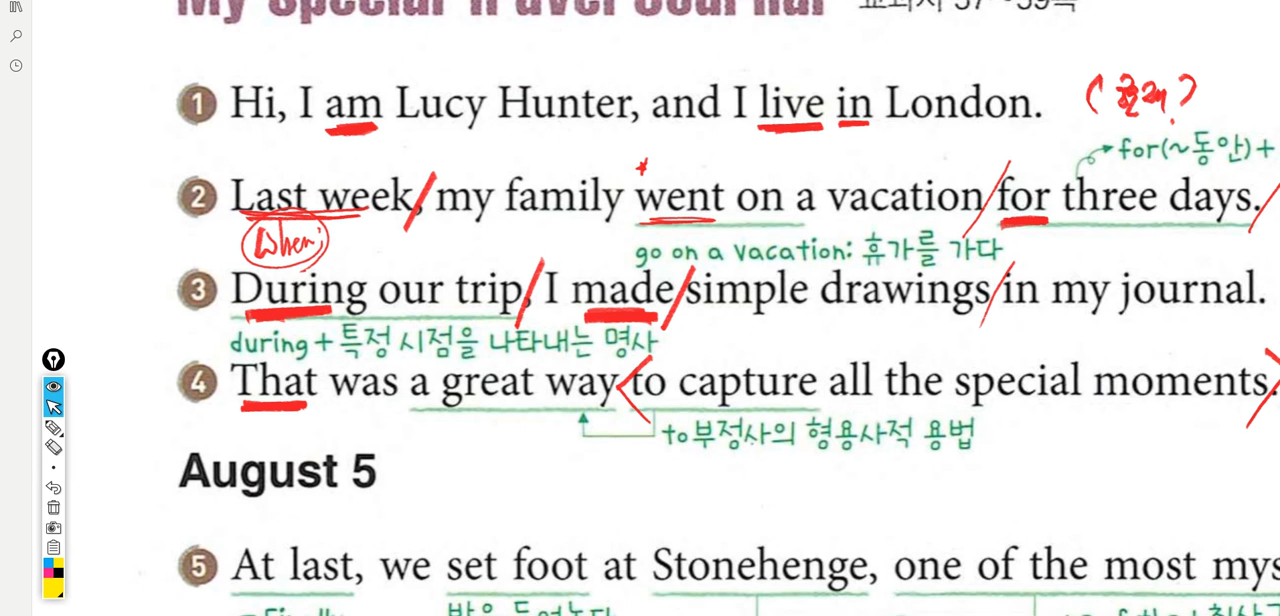 My Special Travel Journal
① Hi, I am Lucy Hunter, and I live in London.
for(~동안)+
② Last week, my family went on a vacation for three days.
When?
go on a vacation: 휴가를 가다
③ During our trip, I made simple drawings in my journal.
during + 특정 시점을 나타내는 명사
④ That was a great way to capture all the special moments.
to부정사의 형용사적 용법
August 5
⑤ At last, we set foot at Stonehenge, one of the most mys